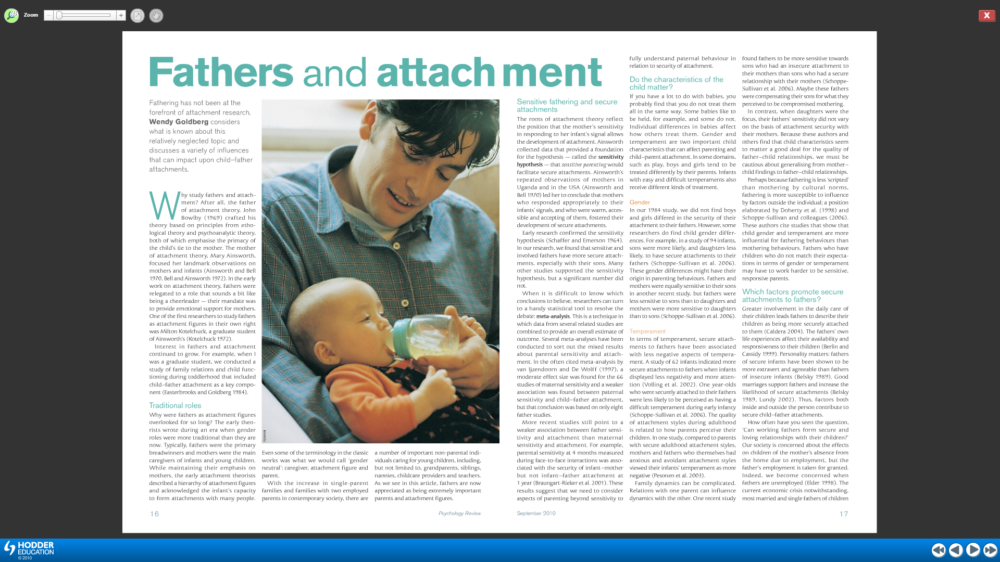 Zoom
X
Fathers and attachment
Fathering has not been at the
forefront of attachment research.
Wendy Goldberg considers
what is known about this
relatively neglected topic and
discusses a variety of influences
that can impact upon child–father
attachments.
Why study fathers and attach-
ment? After all, the father
of attachment theory, John
Bowlby (1969) crafted his
theory based on principles from etho-
logical theory and psychoanalytic theory,
both of which emphasise the primacy of
the child's tie to the mother. The mother
of attachment theory, Mary Ainsworth,
focused her landmark observations on
mothers and infants (Ainsworth and Bell
1970, Bell and Ainsworth 1972). In the early
work on attachment theory, fathers were
relegated to a role that sounds a bit like
being a cheerleader — their mandate was
to provide emotional support for mothers.
One of the first researchers to study fathers
as attachment figures in their own right
was Milton Kotelchuck, a graduate student
of Ainsworth's (Kotelchuck 1972).
Interest in fathers and attachment
continued to grow. For example, when I
was a graduate student, we conducted a
study of family relations and child func-
tioning during toddlerhood that included
child–father attachment as a key compo-
nent (Easterbrooks and Goldberg 1984).
Traditional roles
Why were fathers as attachment figures
overlooked for so long? The early theo-
rists wrote during an era when gender
roles were more traditional than they are
now. Typically, fathers were the primary
breadwinners and mothers were the main
caregivers of infants and young children.
While maintaining their emphasis on
mothers, the early attachment theorists
described a hierarchy of attachment figures
and acknowledged the infant's capacity
to form attachments with many people.
INGRAM
Even some of the terminology in the classic
works was what we would call 'gender
neutral': caregiver, attachment figure and
parent.
With the increase in single-parent
families and families with two employed
parents in contemporary society, there are
a number of important non-parental indi-
viduals caring for young children, including,
but not limited to, grandparents, siblings,
nannies, childcare providers and teachers.
As we see in this article, fathers are now
appreciated as being extremely important
parents and attachment figures.
Sensitive fathering and secure
attachments
The roots of attachment theory reflect
the position that the mother's sensitivity
in responding to her infant's signal allows
the development of attachment. Ainsworth
collected data that provided a foundation
for the hypothesis — called the sensitivity
hypothesis — that sensitive parenting would
facilitate secure attachments. Ainsworth's
repeated observations of mothers in
Uganda and in the USA (Ainsworth and
Bell 1970) led her to conclude that mothers
who responded appropriately to their
infants' signals, and who were warm, acces-
sible and accepting of them, fostered their
development of secure attachments.
Early research confirmed the sensitivity
hypothesis (Schaffer and Emerson 1964).
In our research, we found that sensitive and
involved fathers have more secure attach-
ments, especially with their sons. Many
other studies supported the sensitivity
hypothesis, but a significant number did
not.
When it is difficult to know which
conclusions to believe, researchers can turn
to a handy statistical tool to resolve the
debate: meta-analysis. This is a technique in
which data from several related studies are
combined to provide an overall estimate of
outcome. Several meta-analyses have been
conducted to sort out the mixed results
about parental sensitivity and attach-
ment. In the often cited meta-analysis by
van Ijzendoorn and De Wolff (1997), a
moderate effect size was found for the 66
studies of maternal sensitivity and a weaker
association was found between paternal
sensitivity and child–father attachment,
but that conclusion was based on only eight
father studies.
More recent studies still point to a
weaker association between father sensi-
tivity and attachment than maternal
sensitivity and attachment. For example,
parental sensitivity at 4 months measured
during face-to-face interactions was asso-
ciated with the security of infant–mother
but not infant–father attachment at
1 year (Braungart-Rieker et al. 2001). These
results suggest that we need to consider
aspects of parenting beyond sensitivity to
fully understand paternal behaviour in
relation to security of attachment.
Do the characteristics of the
child matter?
If you have a lot to do with babies, you
probably find that you do not treat them
all in the same way. Some babies like to
be held, for example, and some do not.
Individual differences in babies affect
how others treat them. Gender and
temperament are two important child
characteristics that can affect parenting and
child–parent attachment. In some domains,
such as play, boys and girls tend to be
treated differently by their parents. Infants
with easy and difficult temperaments also
receive different kinds of treatment.
Gender
In our 1984 study, we did not find boys
and girls differed in the security of their
attachment to their fathers. However, some
researchers do find child gender differ-
ences. For example, in a study of 94 infants,
sons were more likely, and daughters less
likely, to have secure attachments to their
fathers (Schoppe-Sullivan et al. 2006).
These gender differences might have their
origin in parenting behaviours. Fathers and
mothers were equally sensitive to their sons
in another recent study, but fathers were
less sensitive to sons than to daughters and
mothers were more sensitive to daughters
than to sons (Schoppe-Sullivan et al. 2006).
Temperament
In terms of temperament, secure attach-
ments to fathers have been associated
with less negative aspects of tempera-
ment. A study of 62 infants indicated more
secure attachments to fathers when infants
displayed less negativity and more atten-
tion (Volling et al. 2002). One year-olds
who were securely attached to their fathers
were less likely to be perceived as having a
difficult temperament during early infancy
(Schoppe-Sullivan et al. 2006). The quality
of attachment styles during adulthood
is related to how parents perceive their
children. In one study, compared to parents
with secure adulthood attachment styles,
mothers and fathers who themselves had
anxious and avoidant attachment styles
viewed their infants' temperament as more
negative (Pesonen et al. 2003).
Family dynamics can be complicated.
Relations with one parent can influence
dynamics with the other. One recent study
found fathers to be more sensitive towards
sons who had an insecure attachment to
their mothers than sons who had a secure
relationship with their mothers (Schoppe-
Sullivan et al. 2006). Maybe these fathers
were compensating their sons for what they
perceived to be compromised mothering.
In contrast, when daughters were the
focus, their fathers' sensitivity did not vary
on the basis of attachment security with
their mothers. Because these authors and
others find that child characteristics seem
to matter a good deal for the quality of
father–child relationships, we must be
cautious about generalising from mother–
child findings to father–child relationships.
Perhaps because fathering is less 'scripted'
than mothering by cultural norms,
fathering is more susceptible to influence
by factors outside the individual; a position
elaborated by Doherty et al. (1998) and
Schoppe-Sullivan and colleagues (2006).
These authors cite studies that show that
child gender and temperament are more
influential for fathering behaviours than
mothering behaviours. Fathers who have
children who do not match their expecta-
tions in terms of gender or temperament
may have to work harder to be sensitive,
responsive parents.
Which factors promote secure
attachments to fathers?
Greater involvement in the daily care of
their children leads fathers to describe their
children as being more securely attached
to them (Caldera 2004). The fathers' own
life experiences affect their availability and
responsiveness to their children (Berlin and
Cassidy 1999). Personality matters: fathers
of secure infants have been shown to be
more extravert and agreeable than fathers
of insecure infants (Belsky 1989). Good
marriages support fathers and increase the
likelihood of secure attachments (Belsky
1989, Lundy 2002). Thus, factors both
inside and outside the person contribute to
secure child–father attachments.
How often have you seen the question,
'Can working fathers form secure and
loving relationships with their children?'
Our society is concerned about the effects
on children of the mother's absence from
the home due to employment, but the
father's employment is taken for granted.
Indeed, we become concerned when
fathers are unemployed (Elder 1998). The
current economic crisis notwithstanding,
most married and single fathers of children
16
Psychology Review
September 2010
17
HODDER
EDUCATION
© 2010